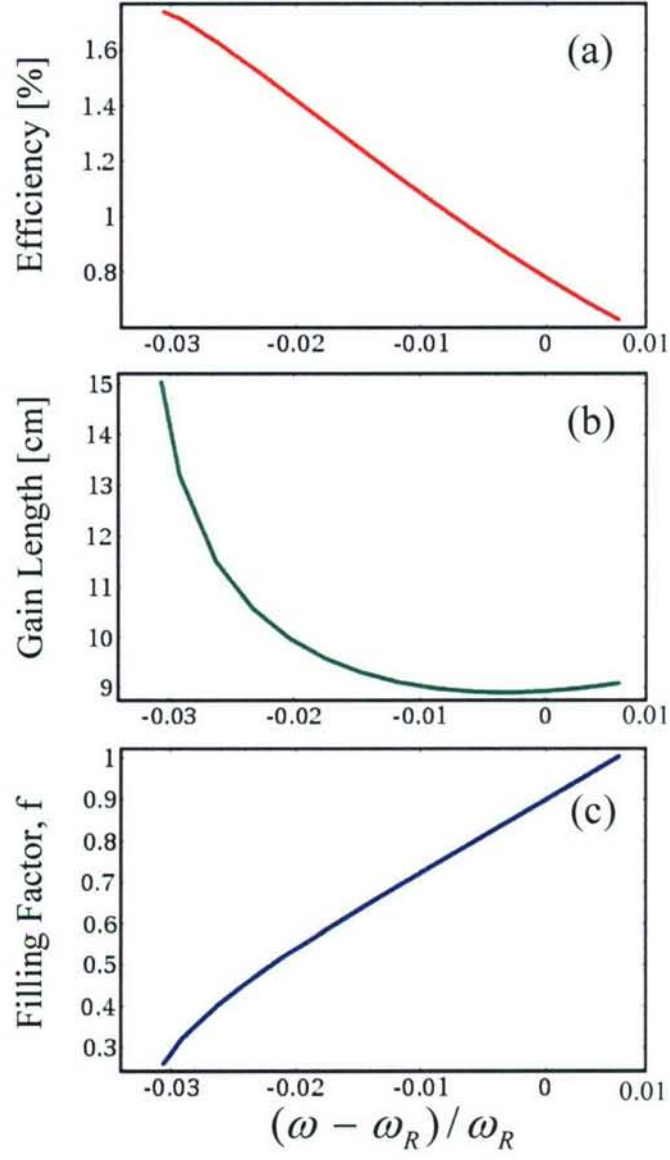 (a)
Efficiency [%]
1.6
1.4
1.2
1
0.8
-0.03 -0.02 -0.01 0 0.01
(b)
Gain Length [cm]
15
14
13
12
11
10
9
-0.03 -0.02 -0.01 0 0.01
(c)
Filling Factor, f
1
0.9
0.8
0.7
0.6
0.5
0.4
0.3
-0.03 -0.02 -0.01 0 0.01
(ω − ω_R) / ω_R